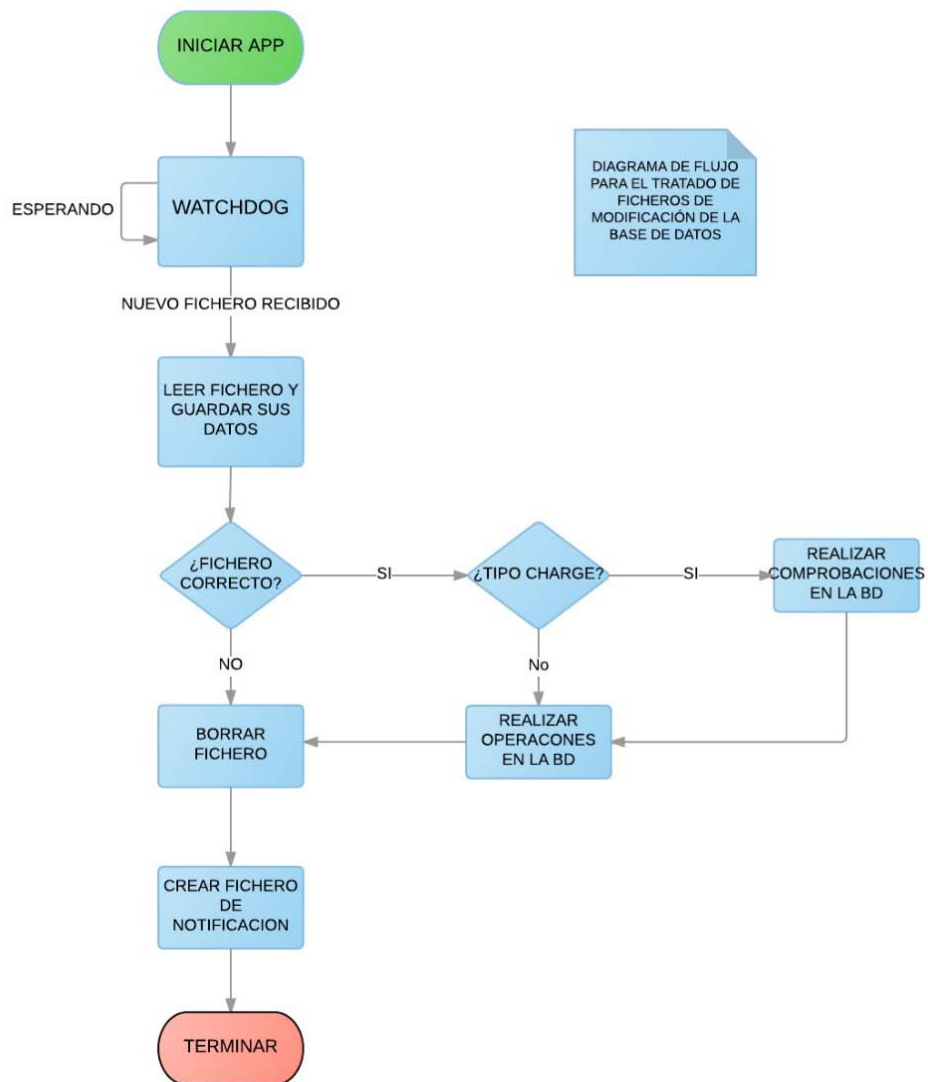 INICIAR APP
DIAGRAMA DE FLUJO
PARA EL TRATADO DE
FICHEROS DE
MODIFICACIÓN DE LA
BASE DE DATOS
ESPERANDO
WATCHDOG
NUEVO FICHERO RECIBIDO
LEER FICHERO Y
GUARDAR SUS
DATOS
¿FICHERO
CORRECTO?
SI
¿TIPO CHARGE?
SI
REALIZAR
COMPROBACIONES
EN LA BD
NO
No
BORRAR
FICHERO
REALIZAR
OPERACONES
EN LA BD
CREAR FICHERO
DE
NOTIFICACION
TERMINAR